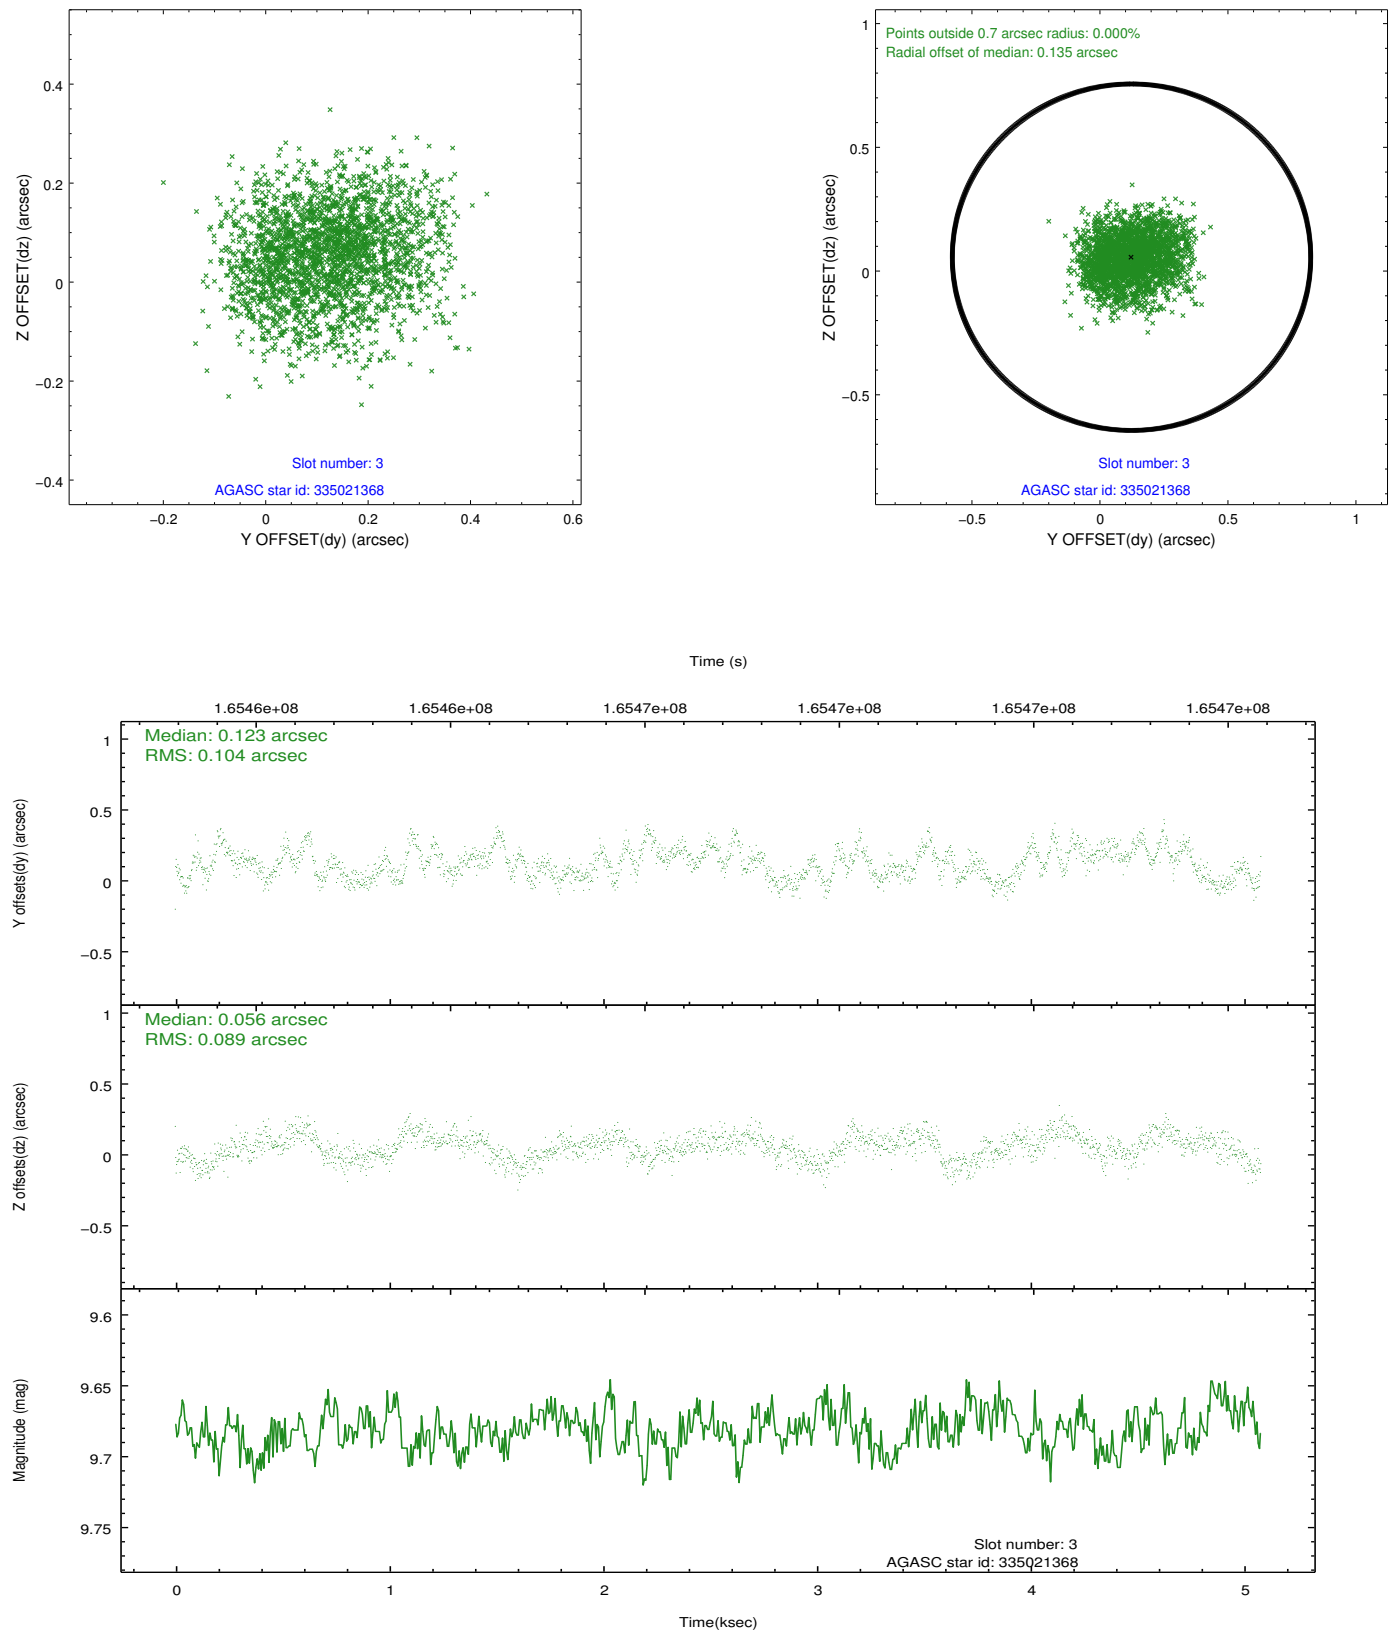 0.4
0.2
0
−0.2
−0.4
Z OFFSET(dz) (arcsec)
Slot number: 3
AGASC star id: 335021368
−0.2 0 0.2 0.4 0.6
Y OFFSET(dy) (arcsec)
Points outside 0.7 arcsec radius: 0.000%
Radial offset of median: 0.135 arcsec
1
0.5
0
−0.5
Z OFFSET(dz) (arcsec)
Slot number: 3
AGASC star id: 335021368
−0.5 0 0.5 1
Y OFFSET(dy) (arcsec)
Time (s)
1.6546e+08 1.6546e+08 1.6547e+08 1.6547e+08 1.6547e+08 1.6547e+08
Median: 0.123 arcsec
RMS: 0.104 arcsec
1
0.5
0
−0.5
Y offsets(dy) (arcsec)
Median: 0.056 arcsec
RMS: 0.089 arcsec
1
0.5
0
−0.5
Z offsets(dz) (arcsec)
9.6
9.65
9.7
9.75
Magnitude (mag)
Slot number: 3
AGASC star id: 335021368
0 1 2 3 4 5
Time(ksec)